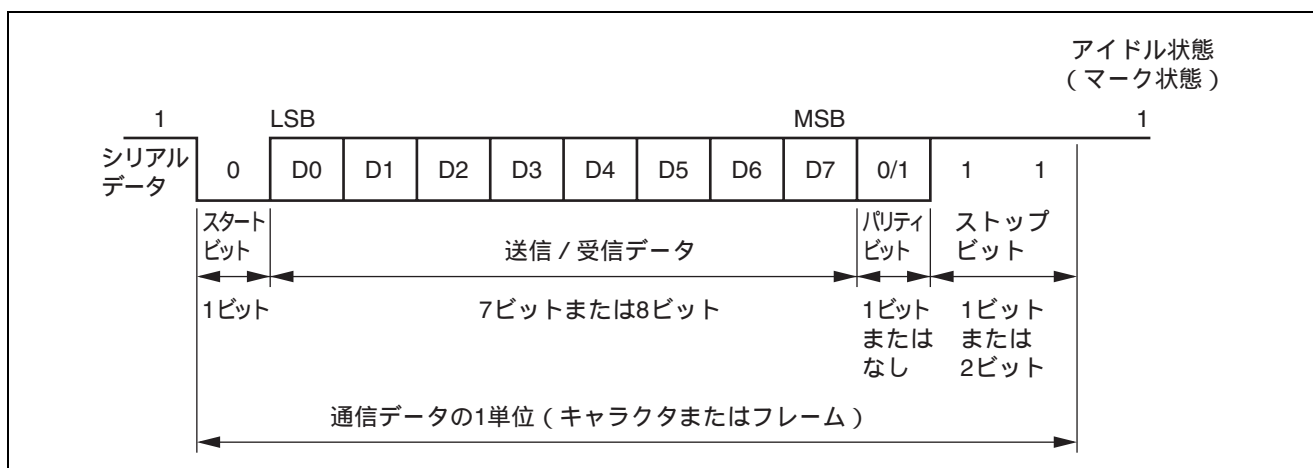 アイドル状態
(マーク状態)
1 LSB MSB 1
シリアル
データ
0 D0 D1 D2 D3 D4 D5 D6 D7 0/1 1 1
スタート
ビット
送信 / 受信データ
パリティ
ビット
ストップ
ビット
1ビット
7ビットまたは8ビット
1ビット
または
なし
1ビット
または
2ビット
通信データの1単位(キャラクタまたはフレーム)